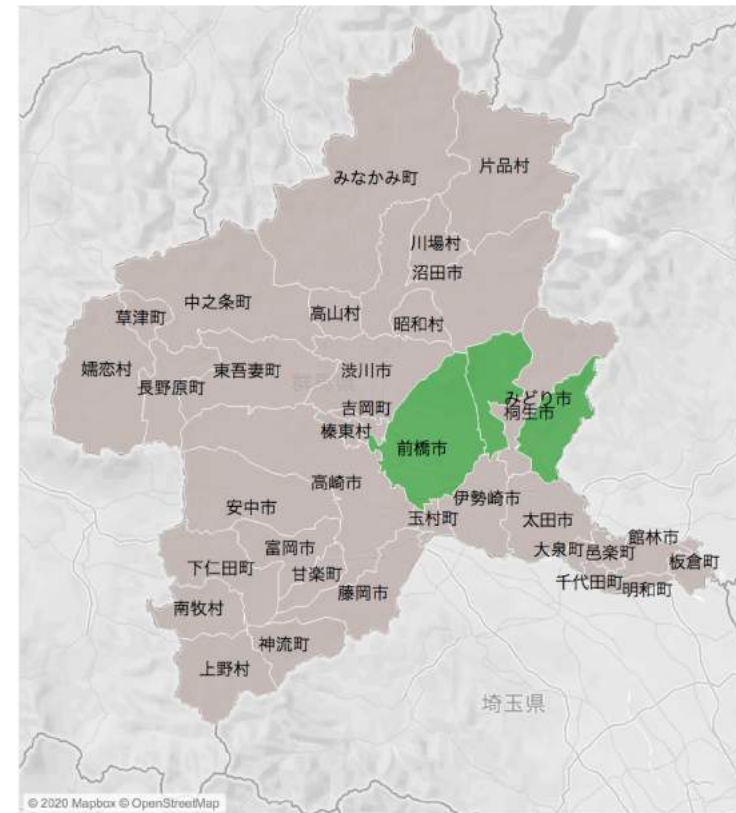 みなかみ町
片品村
川場村
沼田市
中之条町
草津町
高山村
昭和村
嬬恋村
東吾妻町
渋川市
長野原町
みどり市
桐生市
吉岡町
榛東村
前橋市
高崎市
伊勢崎市
安中市
玉村町
太田市
富岡市
館林市
大泉町
邑楽町
板倉町
下仁田町
甘楽町
千代田町
明和町
藤岡市
南牧村
神流町
上野村
埼玉県
© 2020 Mapbox © OpenStreetMap